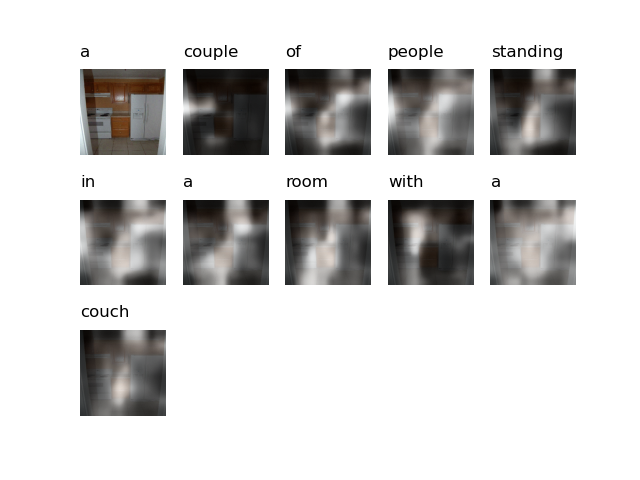 a couple of people standing
in a room with a
couch